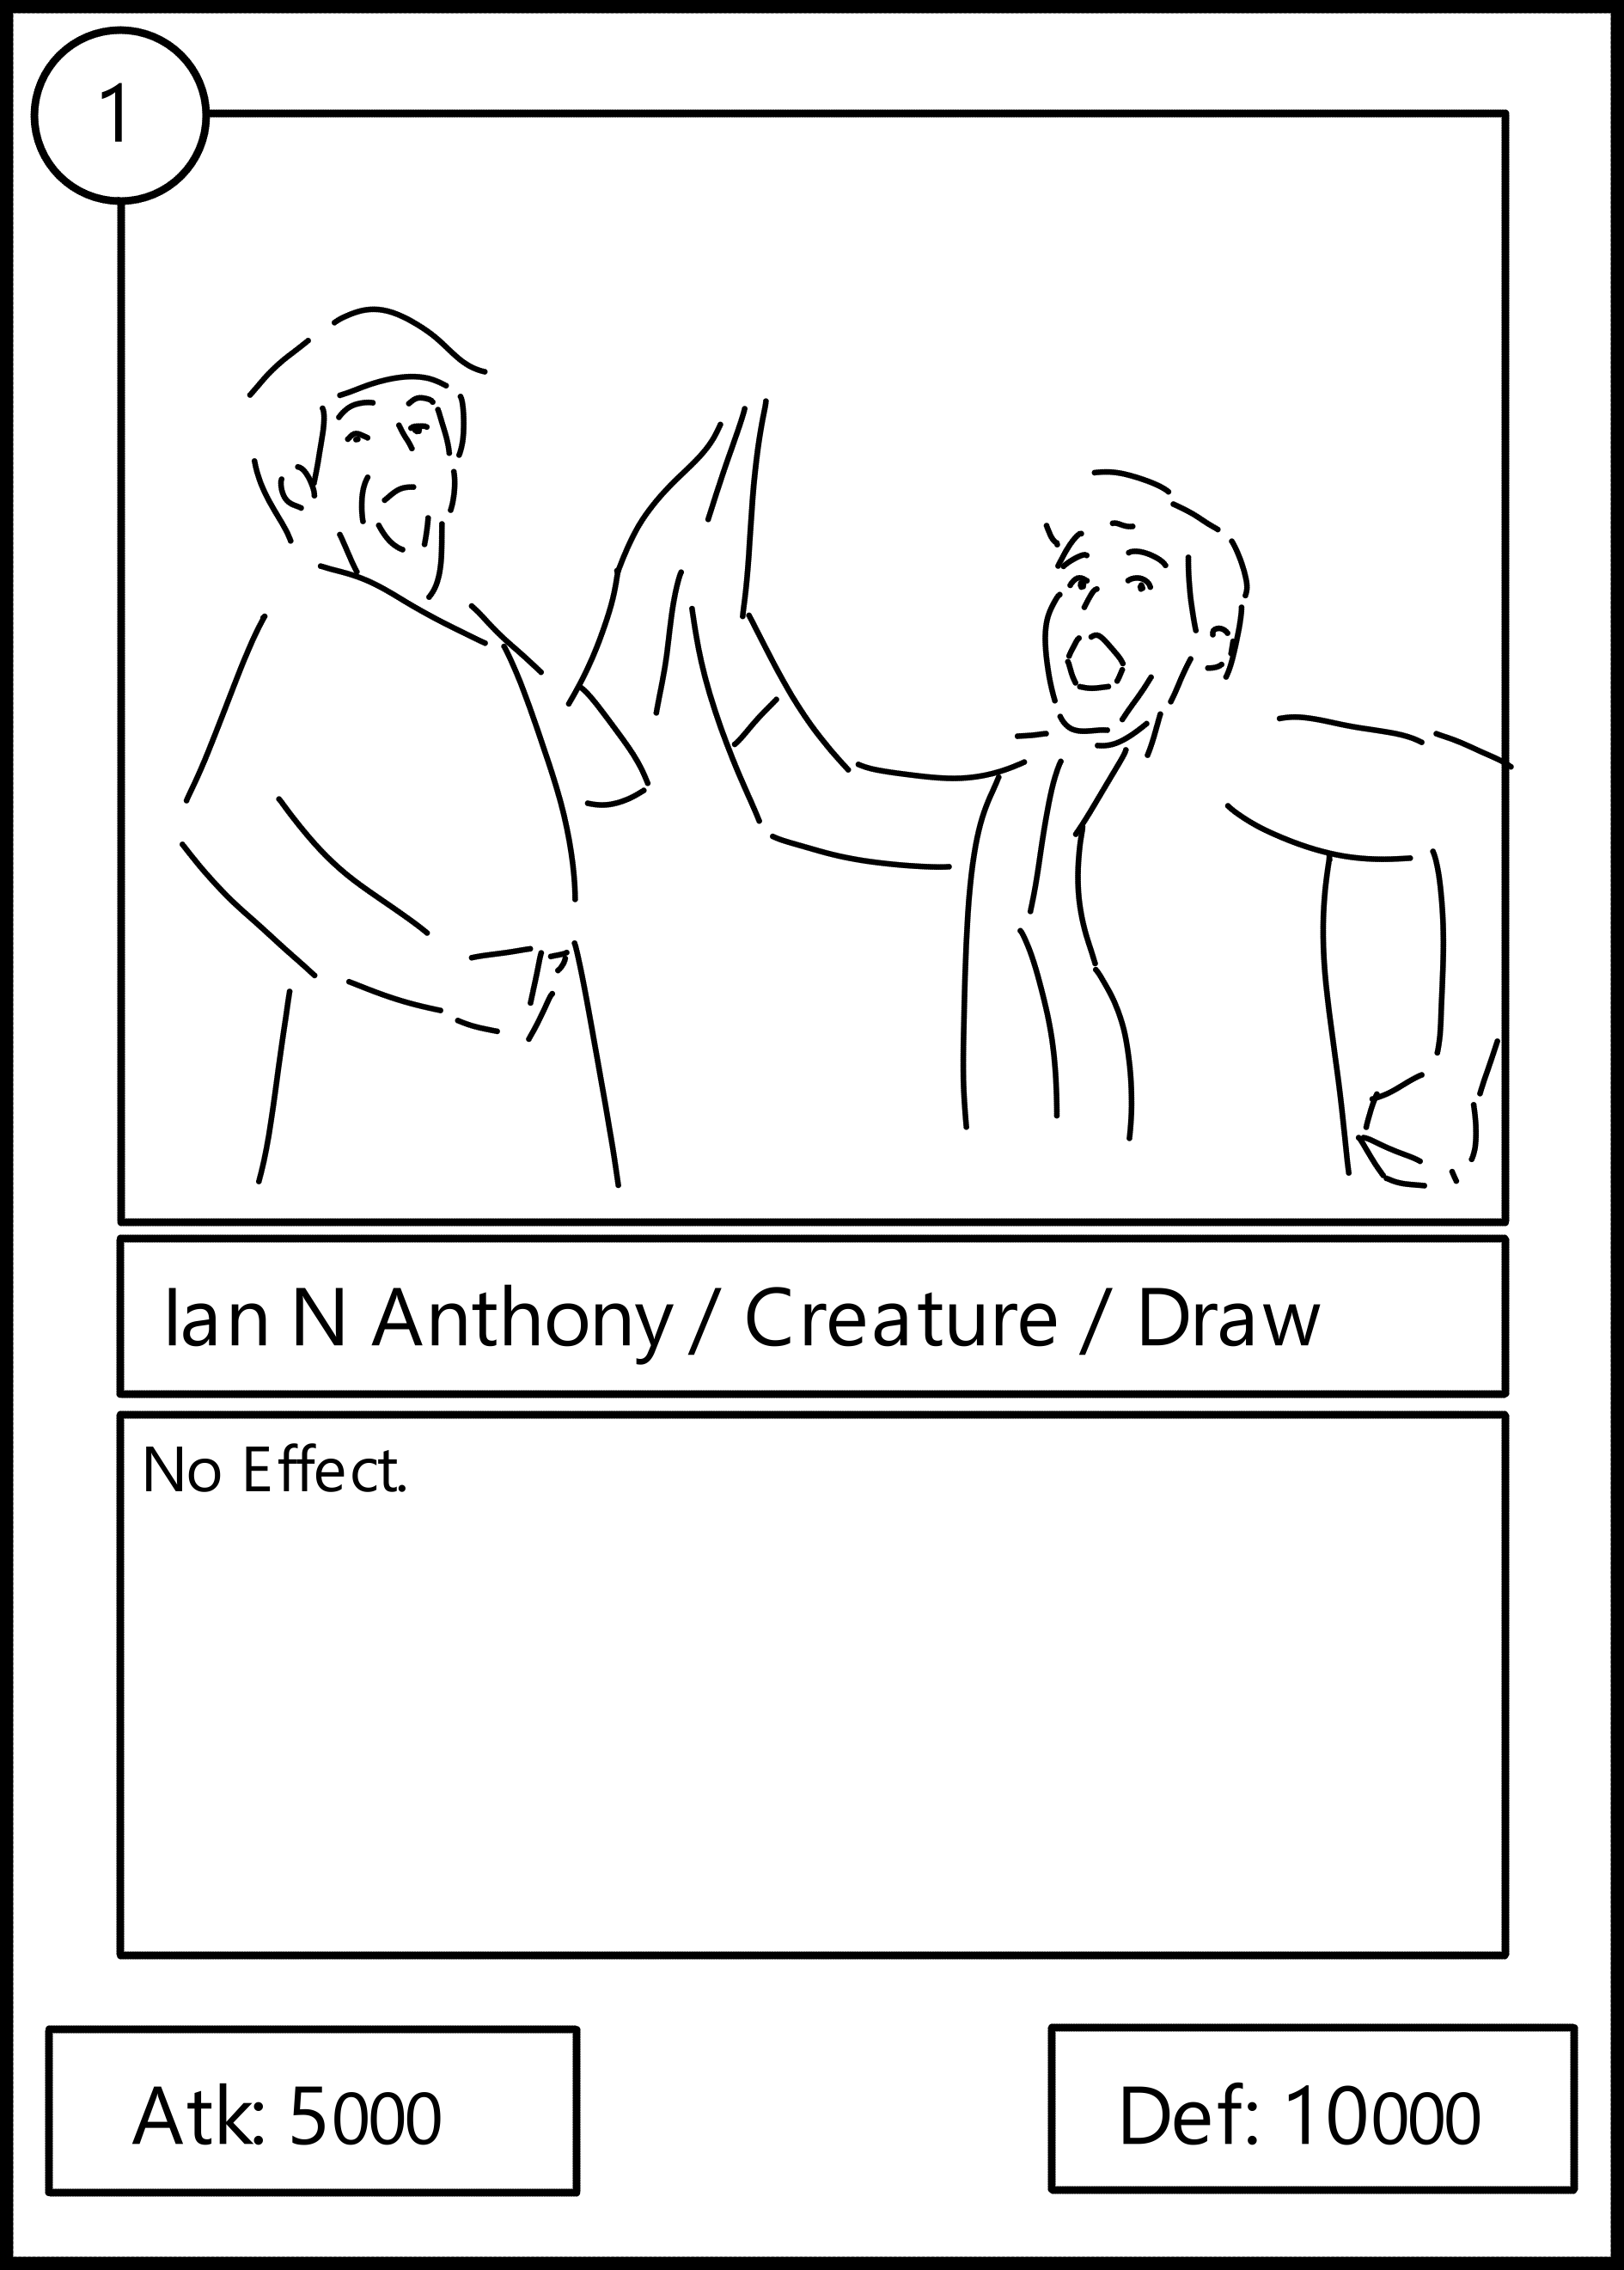 1
Ian N Anthony / Creature / Draw
No Effect.
Atk: 5000
Def: 10000